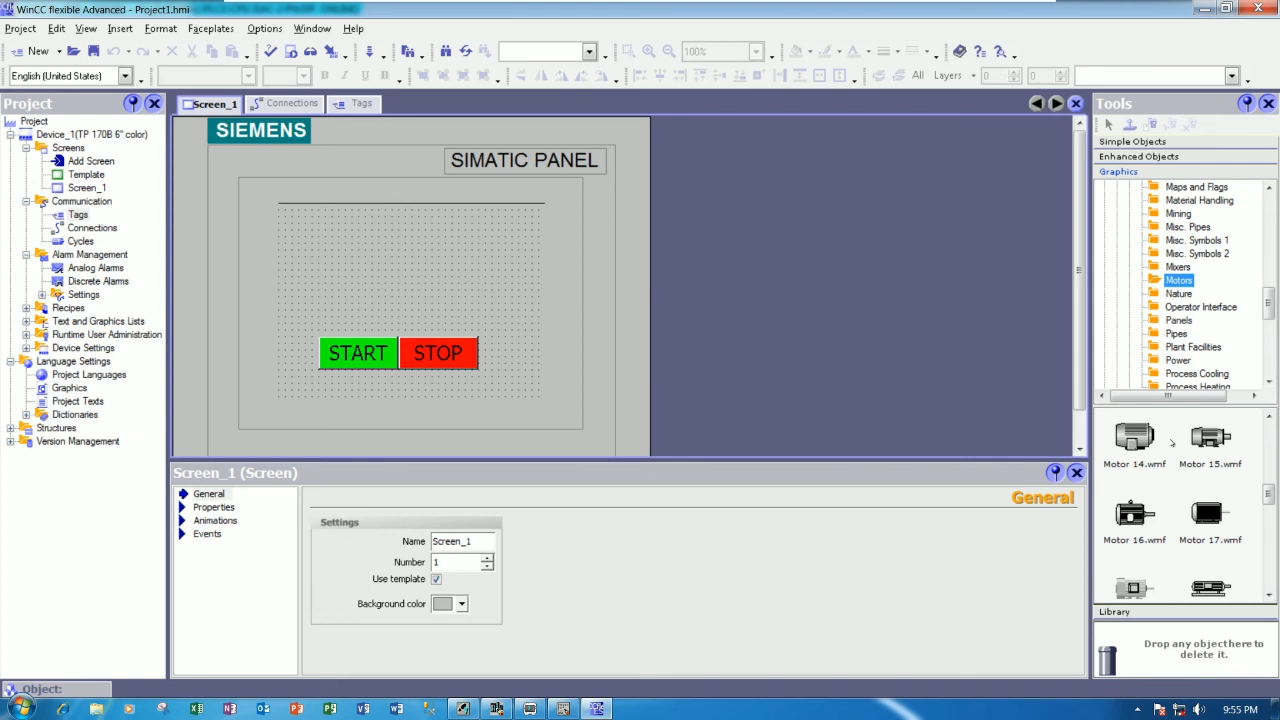 WinCC flexible Advanced - Project1.hmi
Project Edit View Insert Format Faceplates Options Window Help
New 100%
English (United States) B I U B All Layers 0 0
Project
Screen_1 Connections Tags
Tools
Project
Device_1(TP 170B 6" color)
Screens
Add Screen
Template
Screen_1
Communication
Tags
Connections
Cycles
Alarm Management
Analog Alarms
Discrete Alarms
Settings
Recipes
Text and Graphics Lists
Runtime User Administration
Device Settings
Language Settings
Project Languages
Graphics
Project Texts
Dictionaries
Structures
Version Management
Object:
SIEMENS
SIMATIC PANEL
START STOP
Screen_1 (Screen)
General
Properties
Animations
Events
General
Settings
Name Screen_1
Number 1
Use template
Background color
Simple Objects
Enhanced Objects
Graphics
Maps and Flags
Material Handling
Mining
Misc. Pipes
Misc. Symbols 1
Misc. Symbols 2
Mixers
Motors
Nature
Operator Interface
Panels
Pipes
Plant Facilities
Power
Process Cooling
Process Heating
Motor 14.wmf Motor 15.wmf
Motor 16.wmf Motor 17.wmf
Library
Drop any object here to
delete it.
9:55 PM